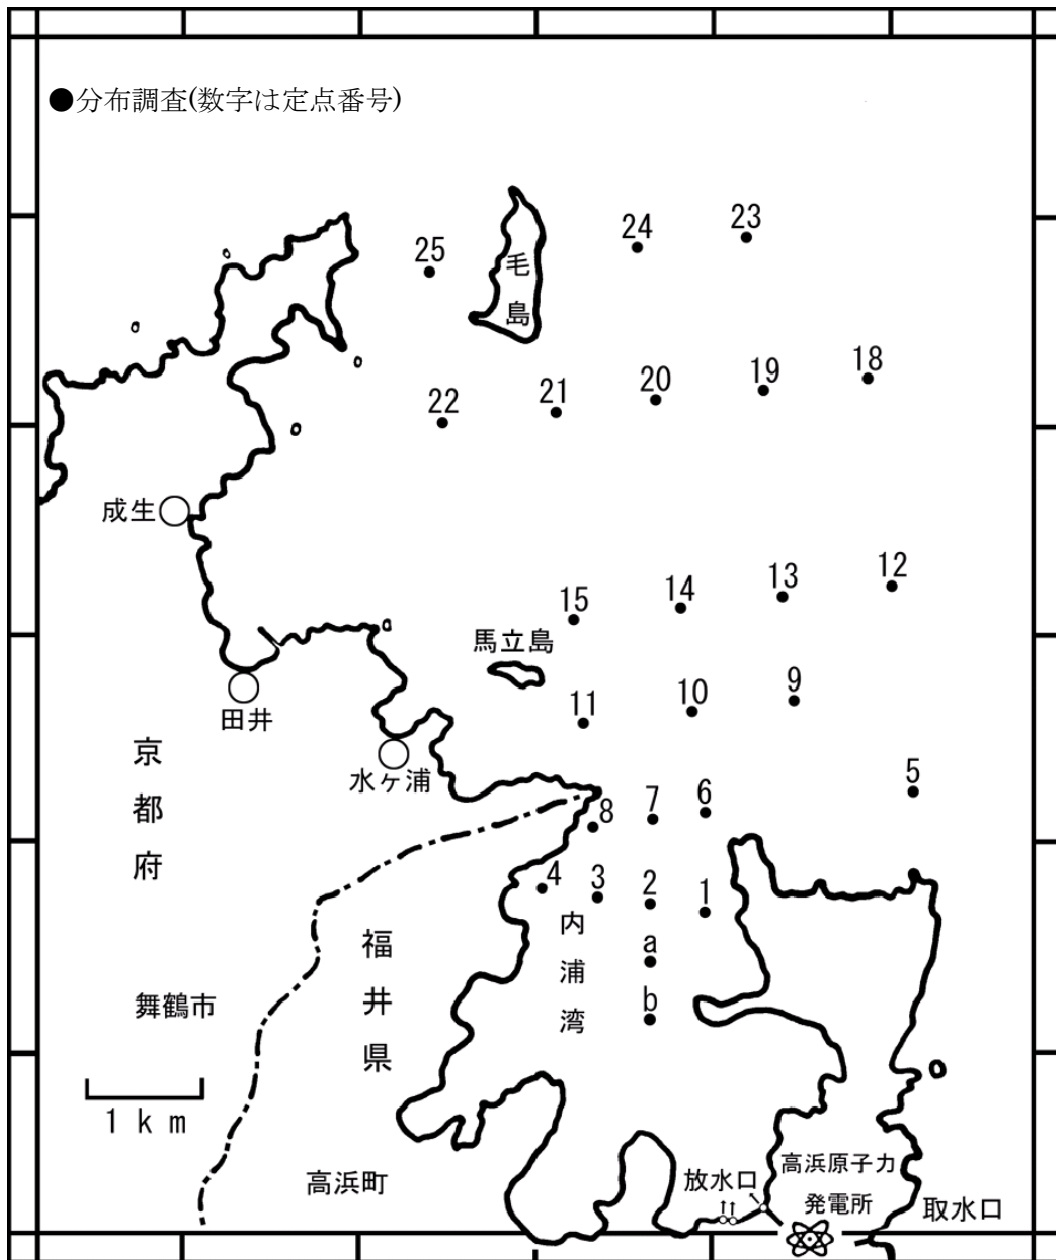 ●分布調査(数字は定点番号)
23
24
25
毛島
18
19
20
21
22
成生
12
13
14
15
馬立島
田井
9
10
11
水ヶ浦
京都府
5
6
7
8
4
3
2
1
内浦湾
a
b
福井県
舞鶴市
1km
高浜町
放水口
高浜原子力
発電所
取水口